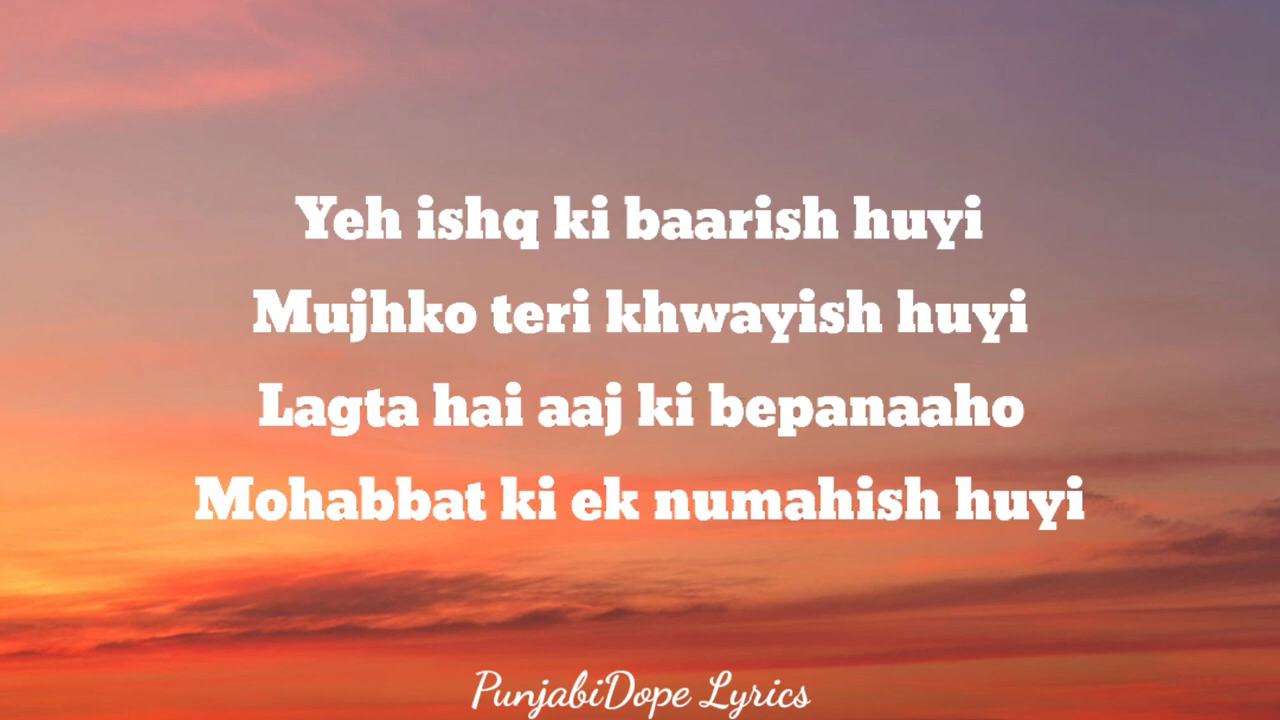 Yeh ishq ki baarish huyi
Mujhko teri khwayish huyi
Lagta hai aaj ki bepanaaho
Mohabbat ki ek numahish huyi
PunjabiDope Lyrics